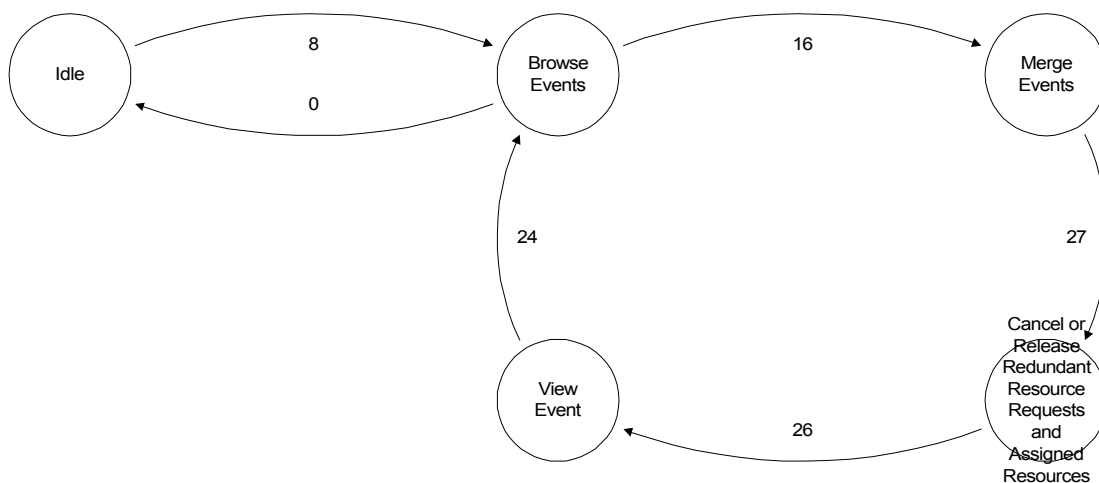 8
16
Idle
Browse
Events
Merge
Events
0
24
27
View
Event
Cancel or
Release
Redundant
Resource
Requests
and
Assigned
Resources
26